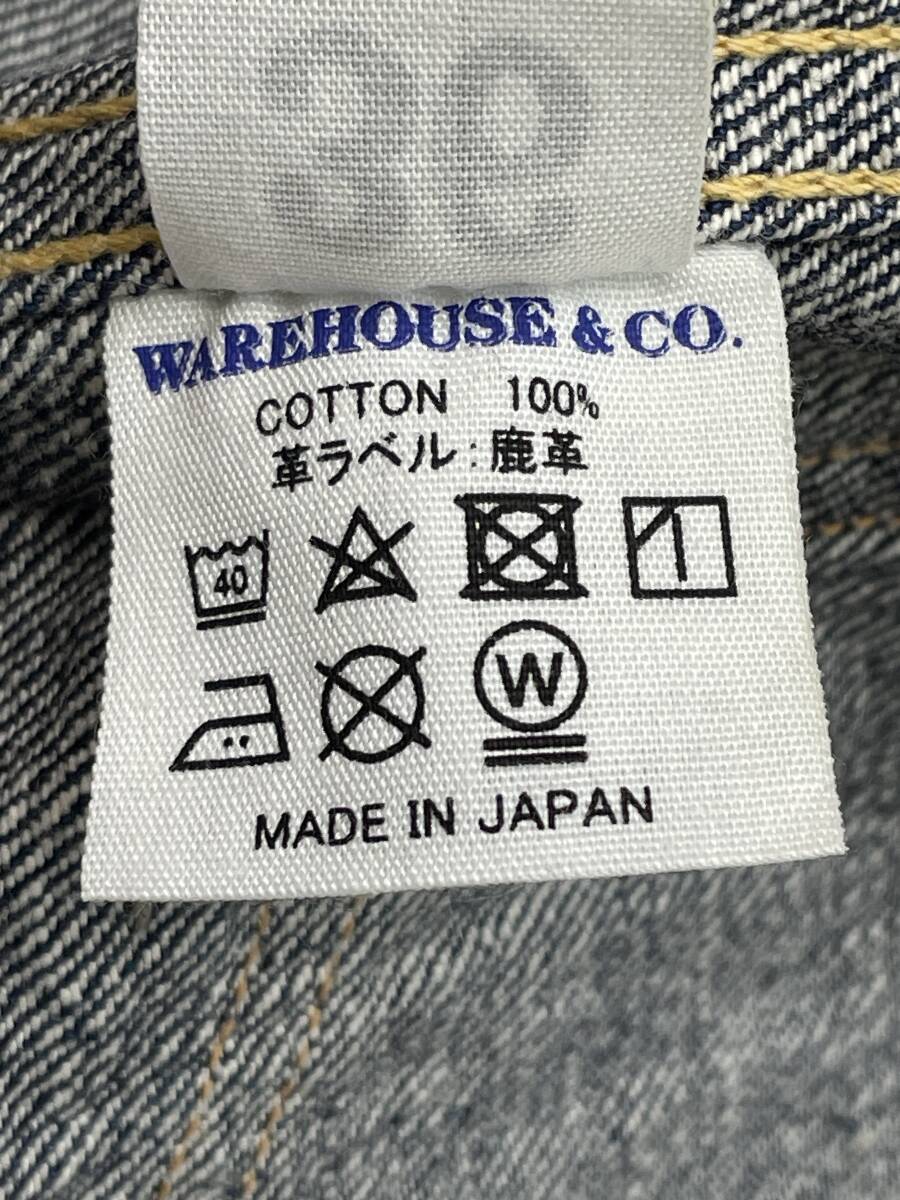 WAREHOUSE & CO.
COTTON 100%
革ラベル:鹿革
40
W
MADE IN JAPAN